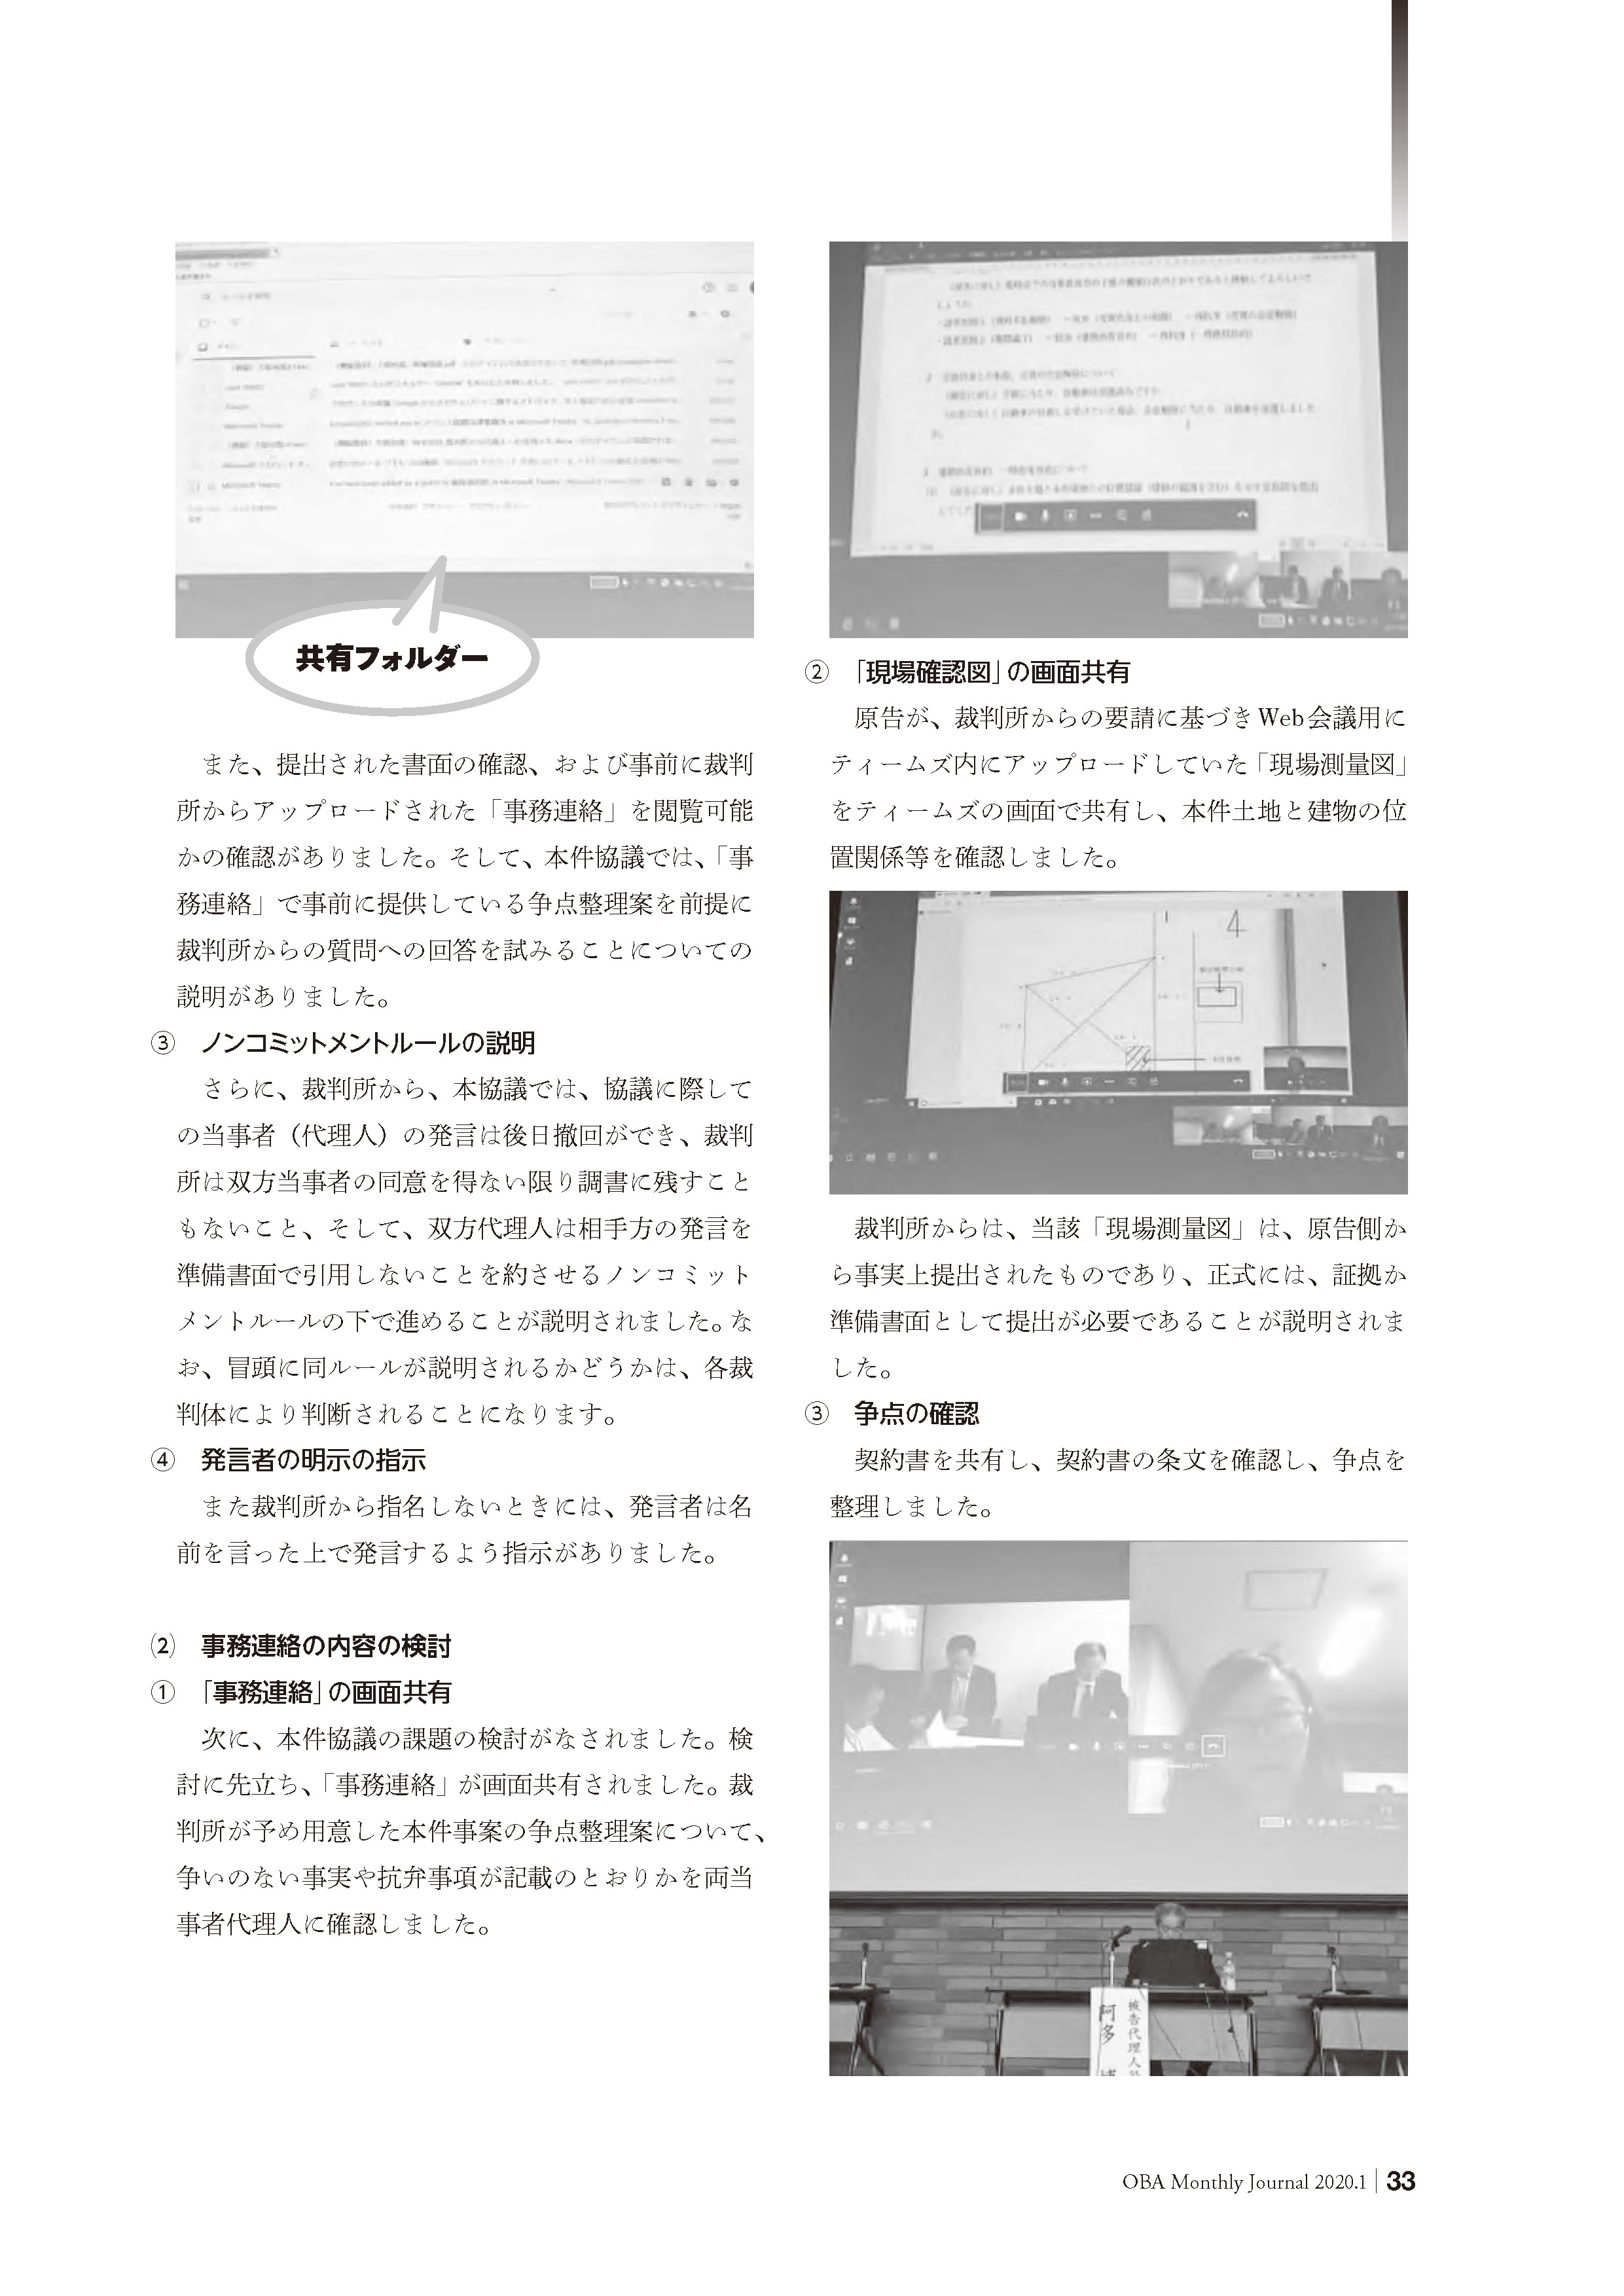 共有フォルダー
また、提出された書面の確認、および事前に裁判
所からアップロードされた「事務連絡」を閲覧可能
かの確認がありました。そして、本件協議では、「事
務連絡」で事前に提供している争点整理案を前提に
裁判所からの質問への回答を試みることについての
説明がありました。
③ ノンコミットメントルールの説明
さらに、裁判所から、本協議では、協議に際して
の当事者（代理人）の発言は後日撤回ができ、裁判
所は双方当事者の同意を得ない限り調書に残すこと
もないこと、そして、双方代理人は相手方の発言を
準備書面で引用しないことを約させるノンコミット
メントルールの下で進めることが説明されました。な
お、冒頭に同ルールが説明されるかどうかは、各裁
判体により判断されることになります。
④ 発言者の明示の指示
また裁判所から指名しないときには、発言者は名
前を言った上で発言するよう指示がありました。
⑵ 事務連絡の内容の検討
① 「事務連絡」の画面共有
次に、本件協議の課題の検討がなされました。検
討に先立ち、「事務連絡」が画面共有されました。裁
判所が予め用意した本件事案の争点整理案について、
争いのない事実や抗弁事項が記載のとおりかを両当
事者代理人に確認しました。
② 「現場確認図」の画面共有
原告が、裁判所からの要請に基づきWeb会議用に
ティームズ内にアップロードしていた「現場測量図」
をティームズの画面で共有し、本件土地と建物の位
置関係等を確認しました。
4
裁判所からは、当該「現場測量図」は、原告側か
ら事実上提出されたものであり、正式には、証拠か
準備書面として提出が必要であることが説明されま
した。
③ 争点の確認
契約書を共有し、契約書の条文を確認し、争点を
整理しました。
被告代理人
阿多
OBA Monthly Journal 2020.1 33